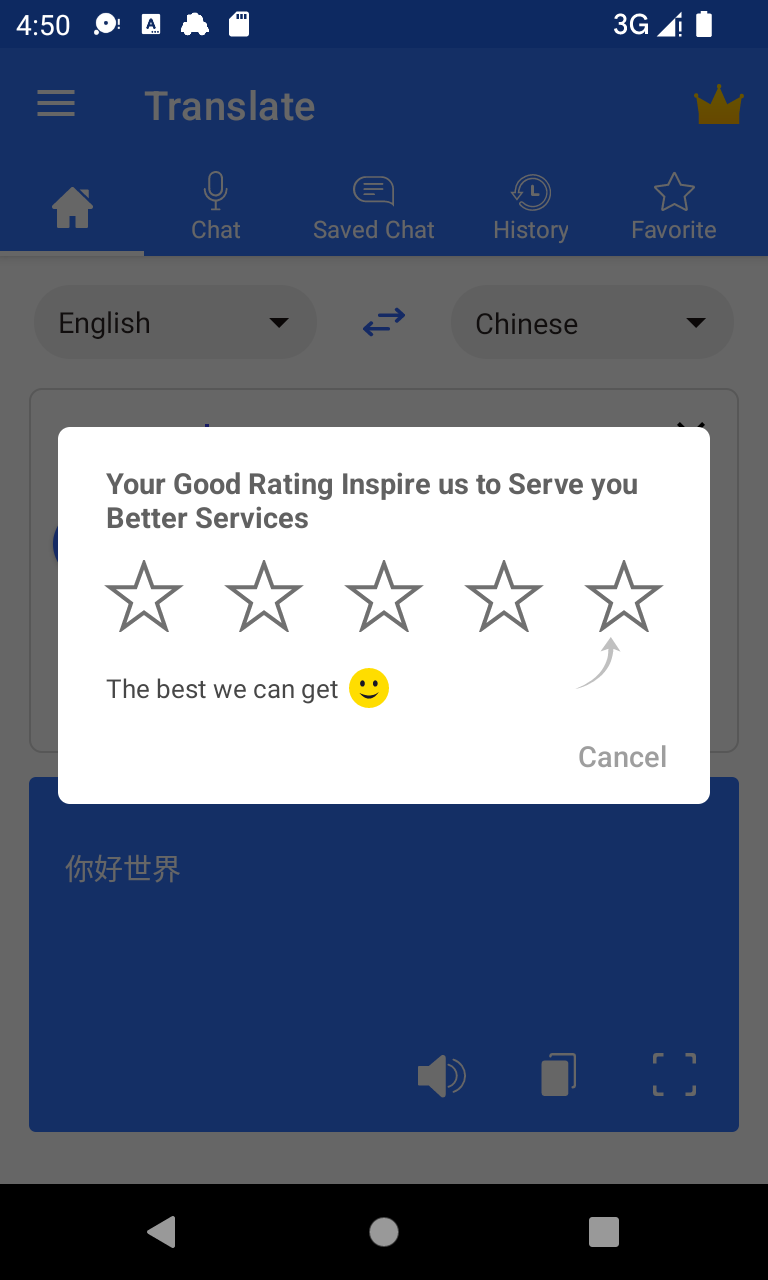 4:50
3G
Translate
Chat
Saved Chat
History
Favorite
English
Chinese
Your Good Rating Inspire us to Serve you
Better Services
The best we can get
Cancel
你好世界